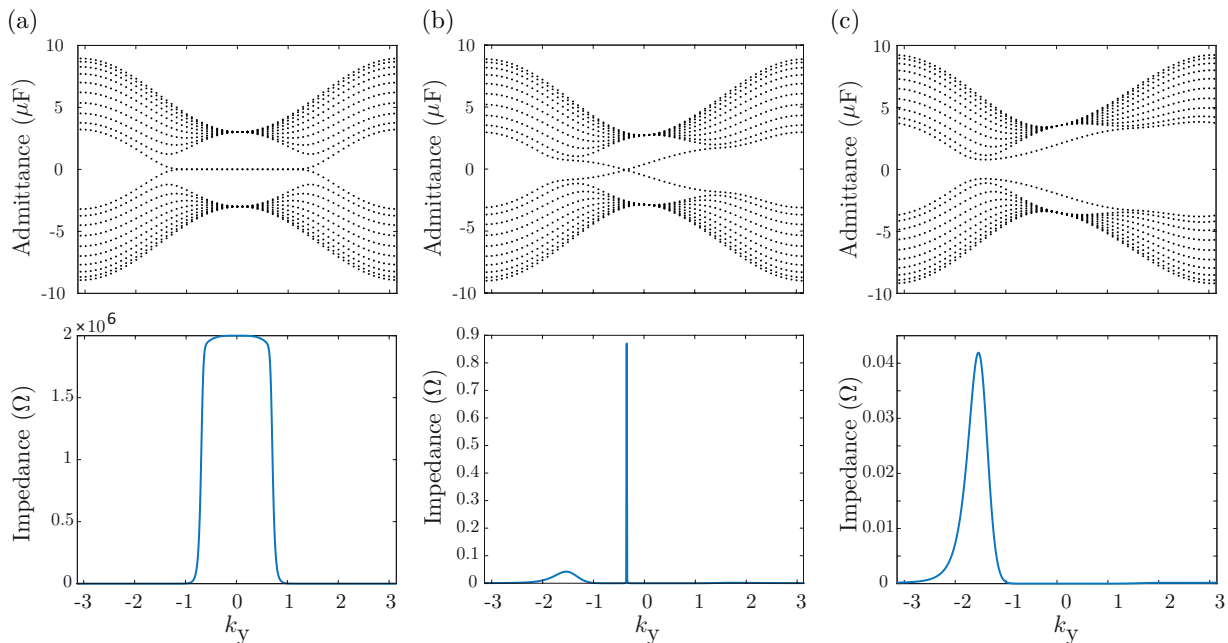 (a)
(b)
(c)
Admittance (μF)
10
5
0
-5
-10
Admittance (μF)
10
5
0
-5
-10
Admittance (μF)
10
5
0
-5
-10
×10⁶
Impedance (Ω)
2
1.5
1
0.5
0
-3 -2 -1 0 1 2 3
k_y
Impedance (Ω)
0.9
0.8
0.7
0.6
0.5
0.4
0.3
0.2
0.1
0
-3 -2 -1 0 1 2 3
k_y
Impedance (Ω)
0.04
0.03
0.02
0.01
0
-3 -2 -1 0 1 2 3
k_y